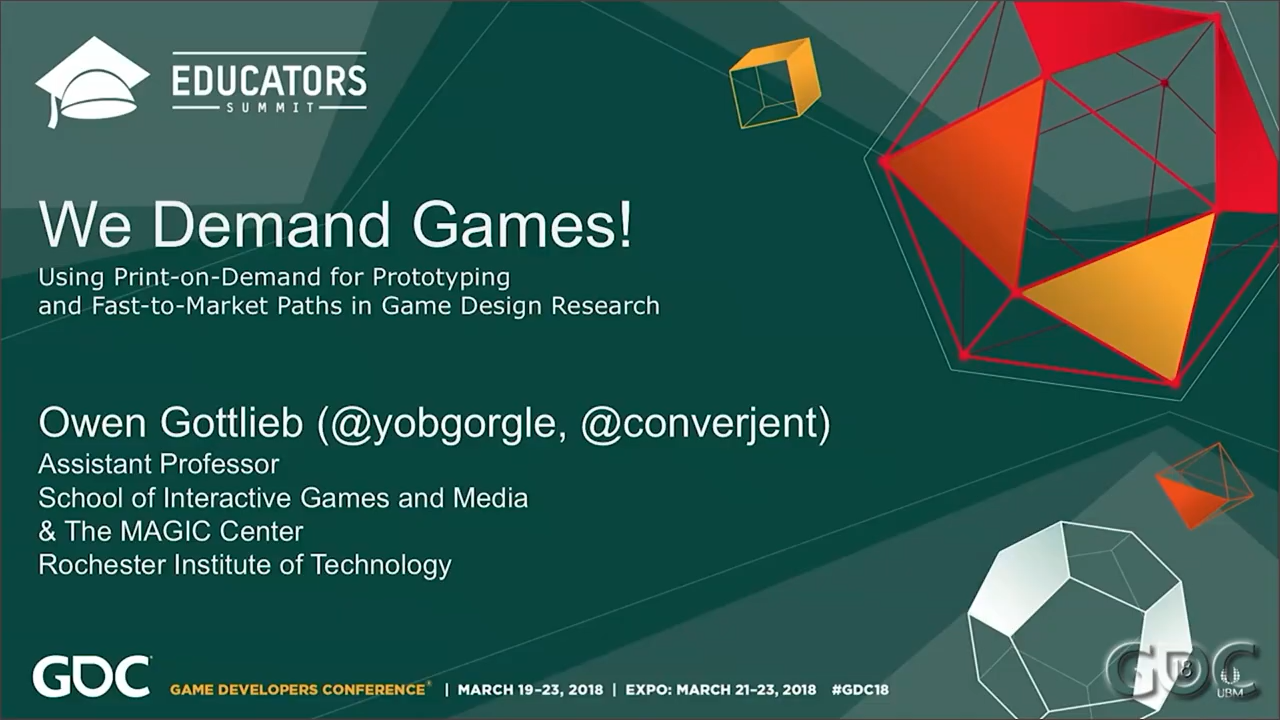 EDUCATORS
SUMMIT
We Demand Games!
Using Print-on-Demand for Prototyping
and Fast-to-Market Paths in Game Design Research
Owen Gottlieb (@yobgorgle, @converjent)
Assistant Professor
School of Interactive Games and Media
& The MAGIC Center
Rochester Institute of Technology
GDC GAME DEVELOPERS CONFERENCE® | MARCH 19-23, 2018 | EXPO: MARCH 21-23, 2018 #GDC18
GDC 18
UBM